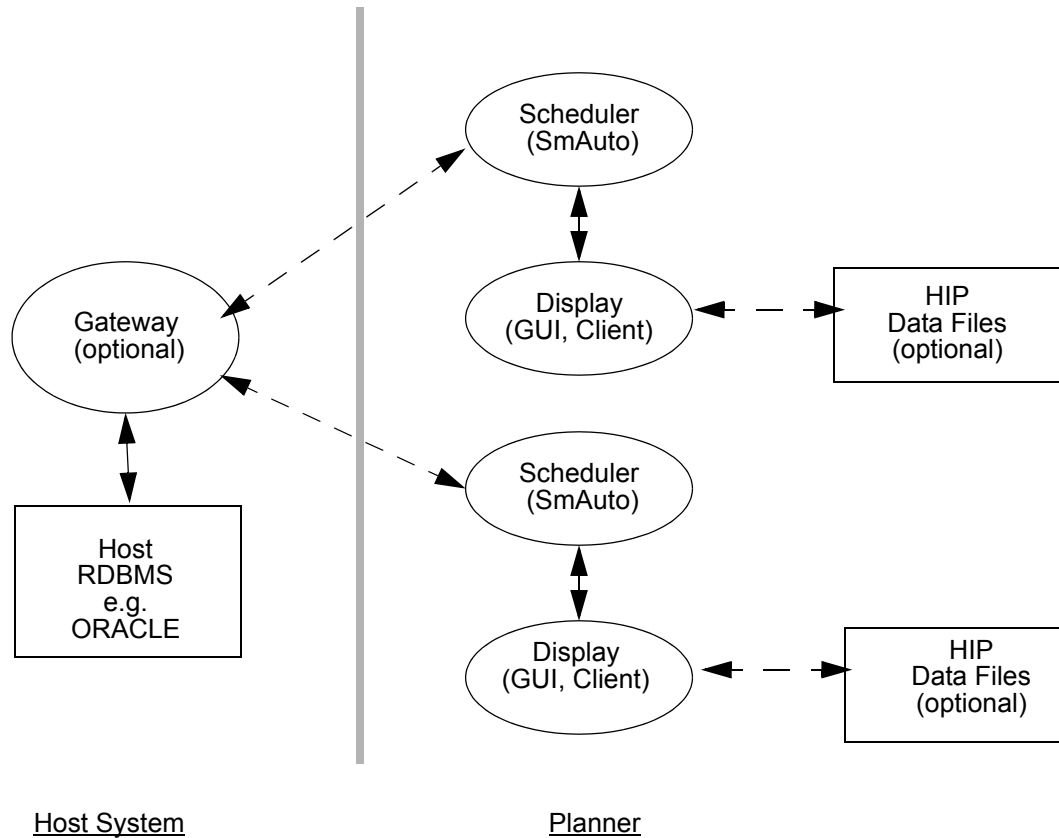 Scheduler
(SmAuto)
Gateway
(optional)
Display
(GUI, Client)
HIP
Data Files
(optional)
Scheduler
(SmAuto)
Host
RDBMS
e.g.
ORACLE
Display
(GUI, Client)
HIP
Data Files
(optional)
Host System
Planner